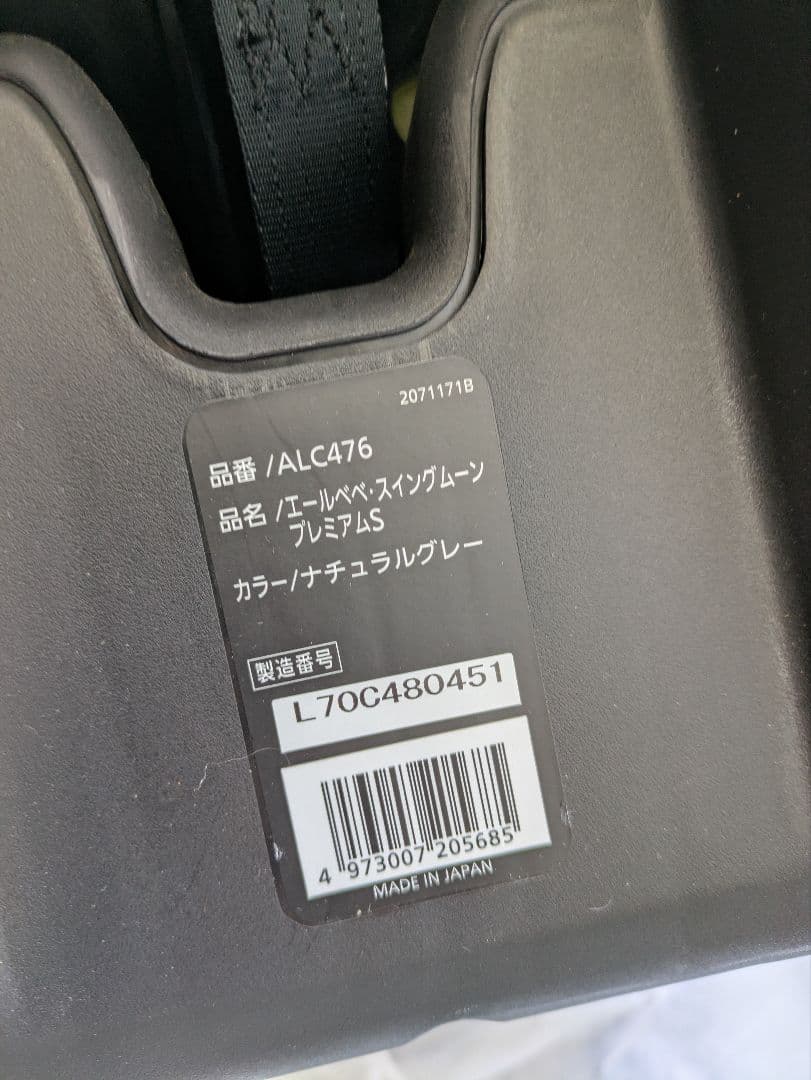 2071171B
品番/ALC476
品名/エールベベ・スイングムーン
プレミアムS
カラー/ナチュラルグレー
製造番号
L70C480451
4 973007 205685
MADE IN JAPAN